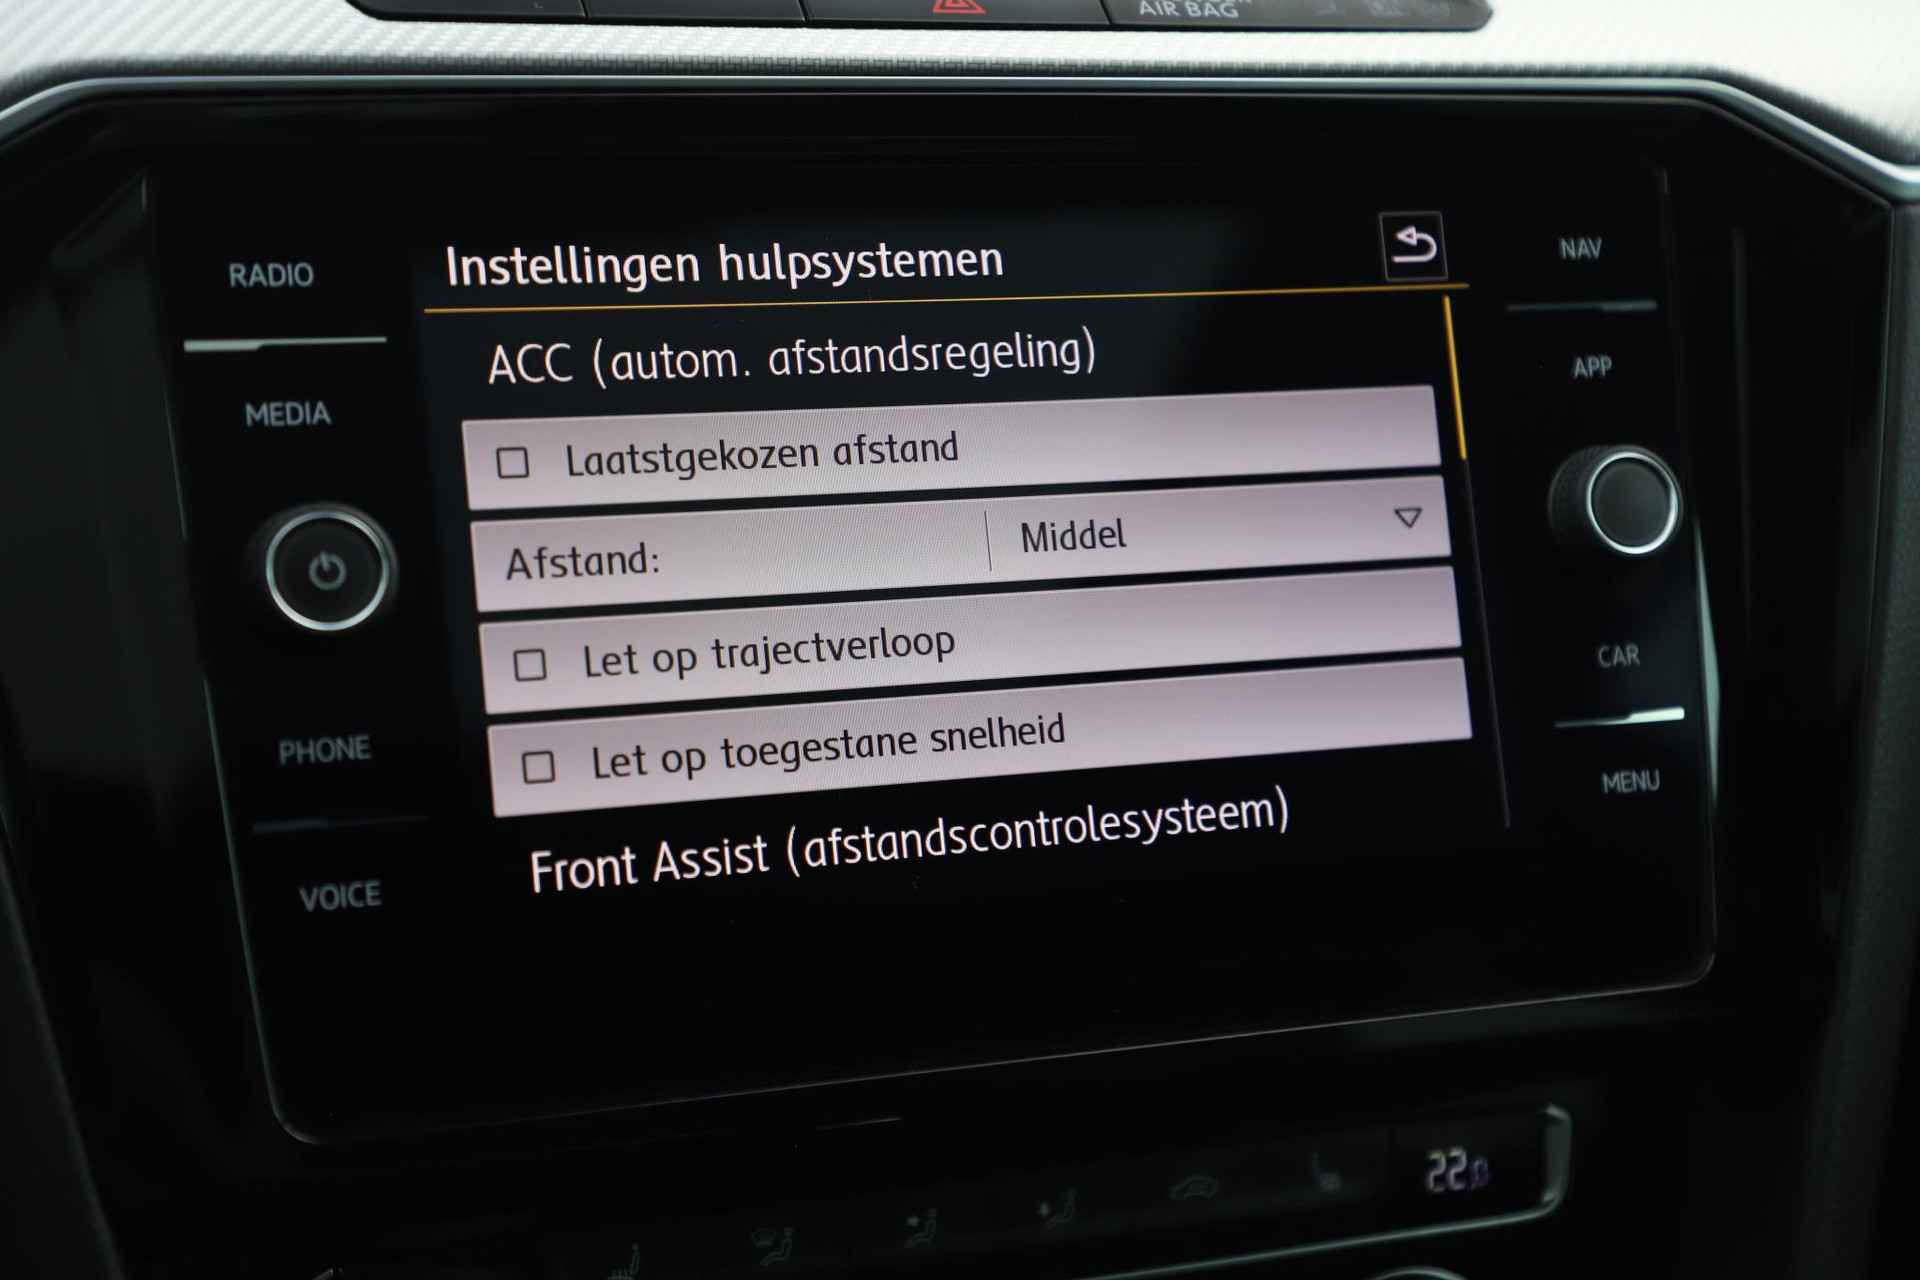 AIR BAG
RADIO
MEDIA
PHONE
VOICE
Instellingen hulpsystemen
ACC (autom. afstandsregeling)
Laatstgekozen afstand
Afstand: Middel
Let op trajectverloop
Let op toegestane snelheid
Front Assist (afstandscontrolesysteem)
NAV
APP
CAR
MENU
22.0